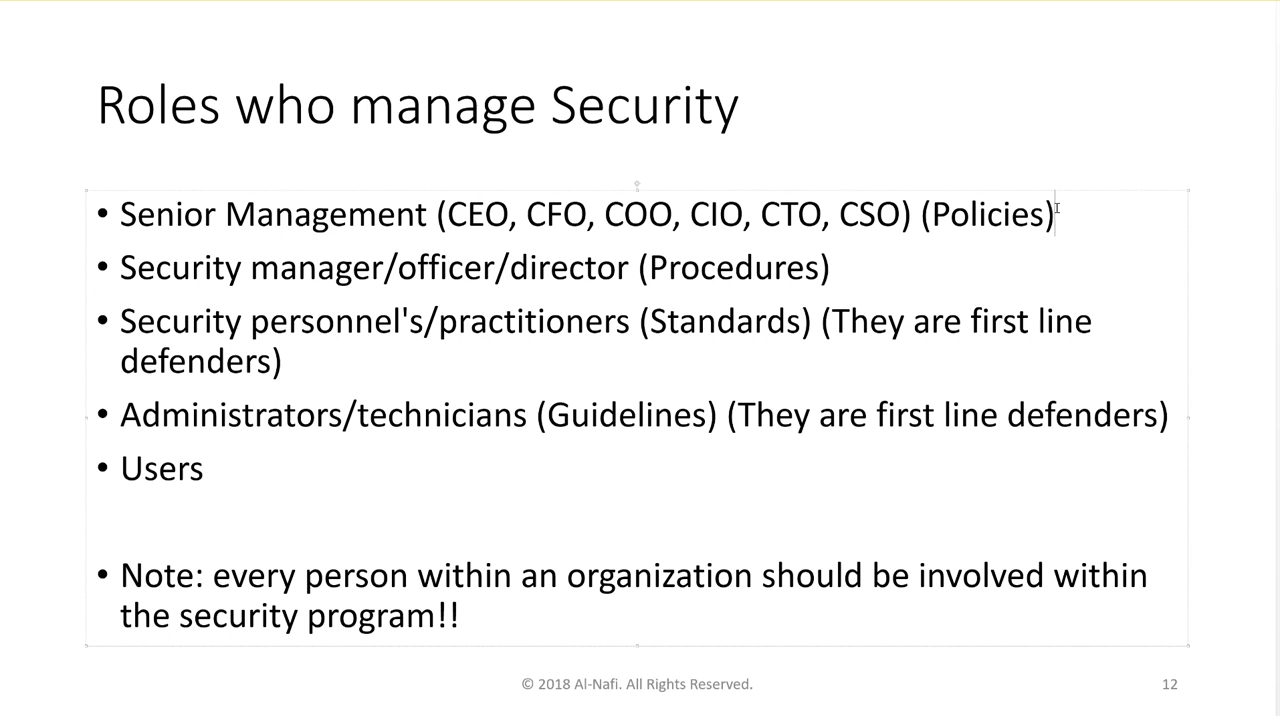 Roles who manage Security
• Senior Management (CEO, CFO, COO, CIO, CTO, CSO) (Policies)
• Security manager/officer/director (Procedures)
• Security personnel's/practitioners (Standards) (They are first line
defenders)
• Administrators/technicians (Guidelines) (They are first line defenders)
• Users
• Note: every person within an organization should be involved within
the security program!!
© 2018 Al-Nafi. All Rights Reserved.
12